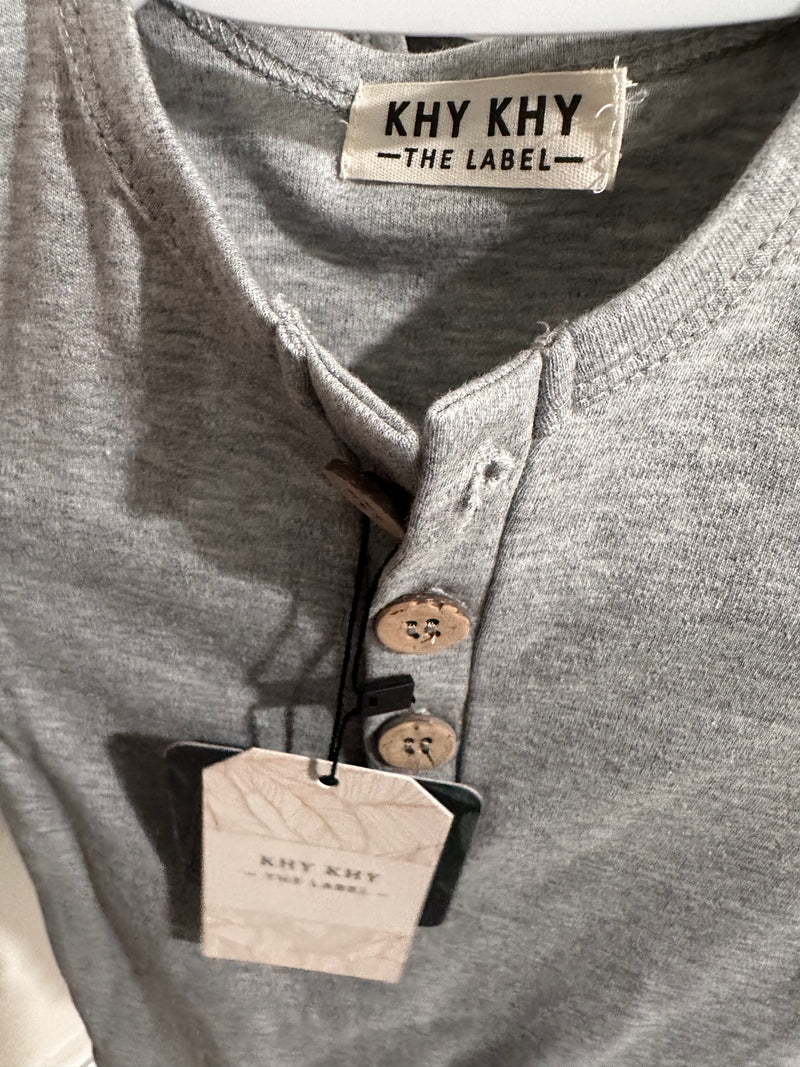 KHY KHY
—THE LABEL—
KHY KHY
— THE LABEL —